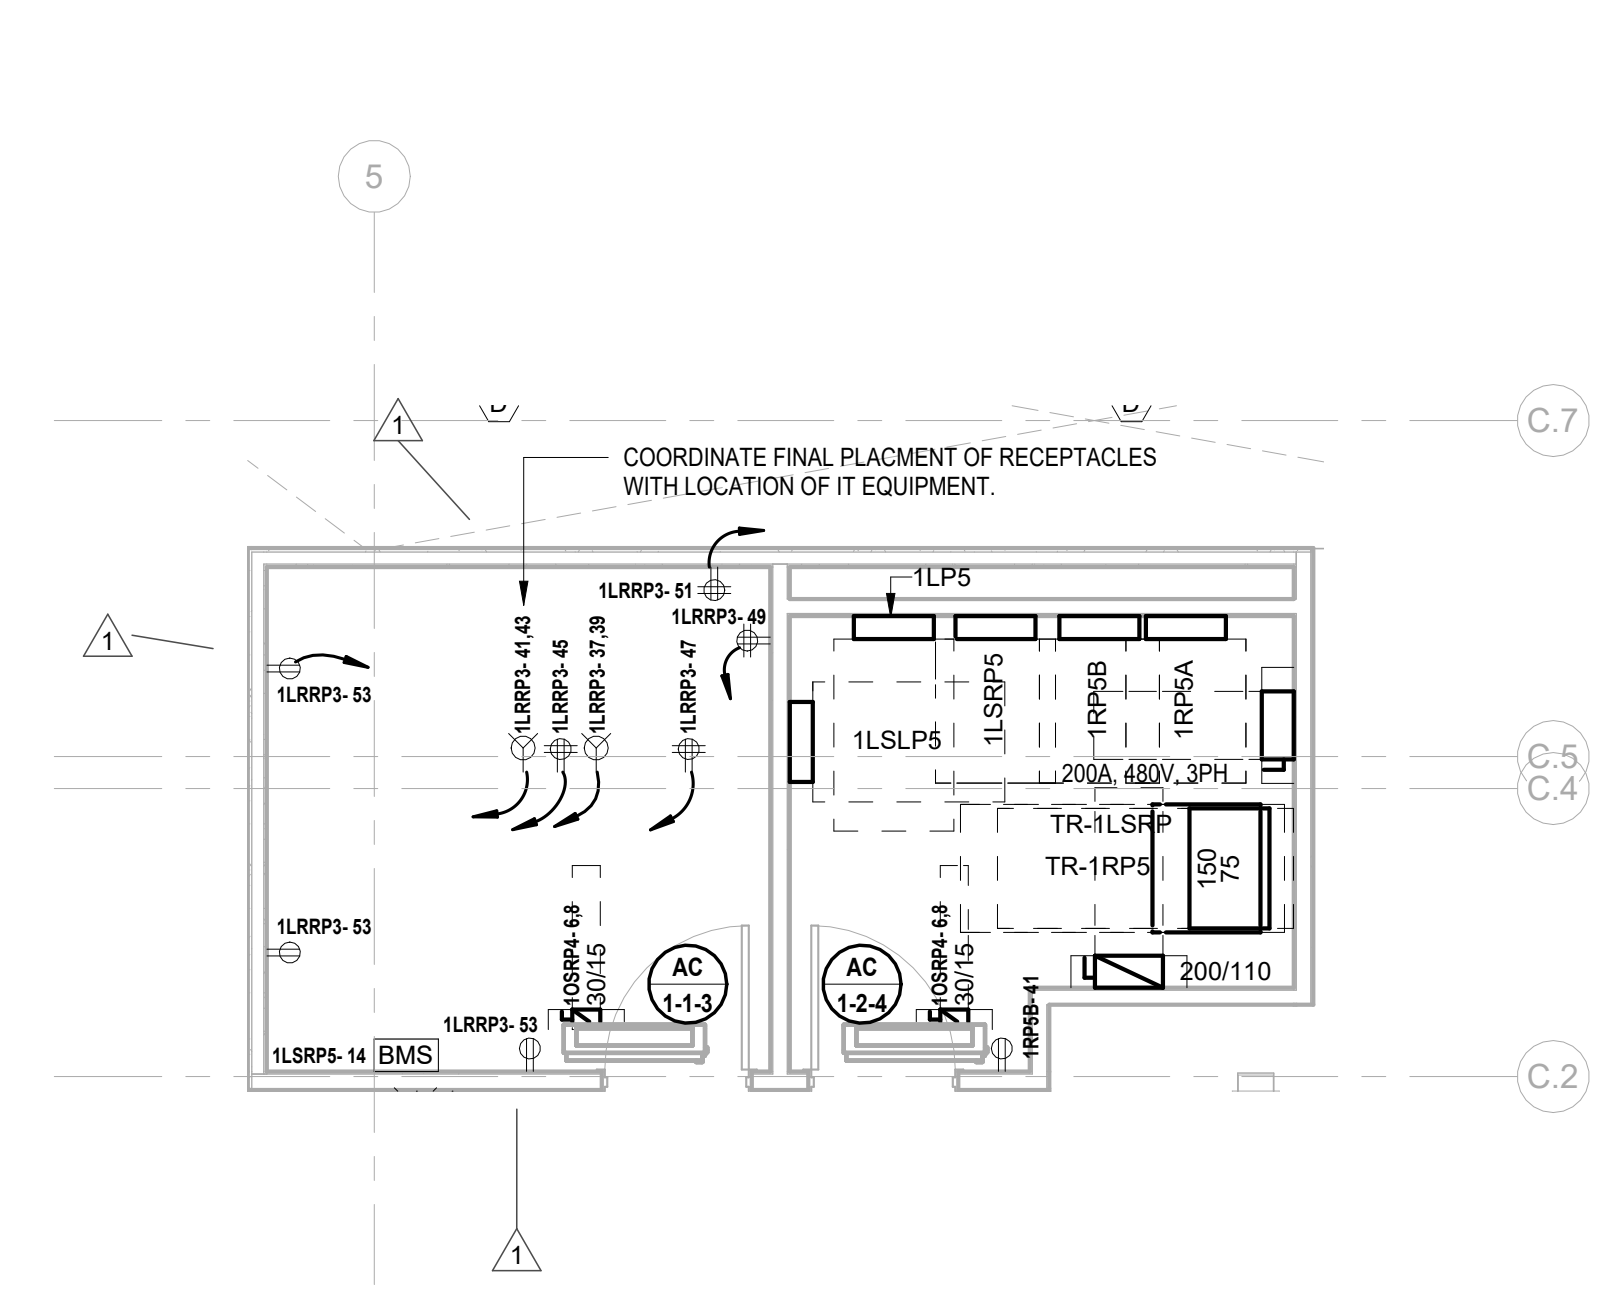 5
1
C.7
COORDINATE FINAL PLACMENT OF RECEPTACLES
WITH LOCATION OF IT EQUIPMENT.
1LP5
1LRRP3- 51
1LRRP3- 49
1
1LRRP3- 53
1LRRP3- 41,43
1LRRP3- 45
1LRRP3- 37,39
1LRRP3- 47
1LSLP5
1LSRP5
1RP5B
1RP5A
C.5
200A, 480V, 3PH
C.4
TR-1LSRP
TR-1RP5
150
75
1LRRP3- 53
1OSRP4- 6,8
30/15
AC
1-1-3
AC
1-2-4
1OSRP4- 6,8
30/15
200/110
1RP5B- 41
1LRRP3- 53
1LSRP5- 14
BMS
C.2
1